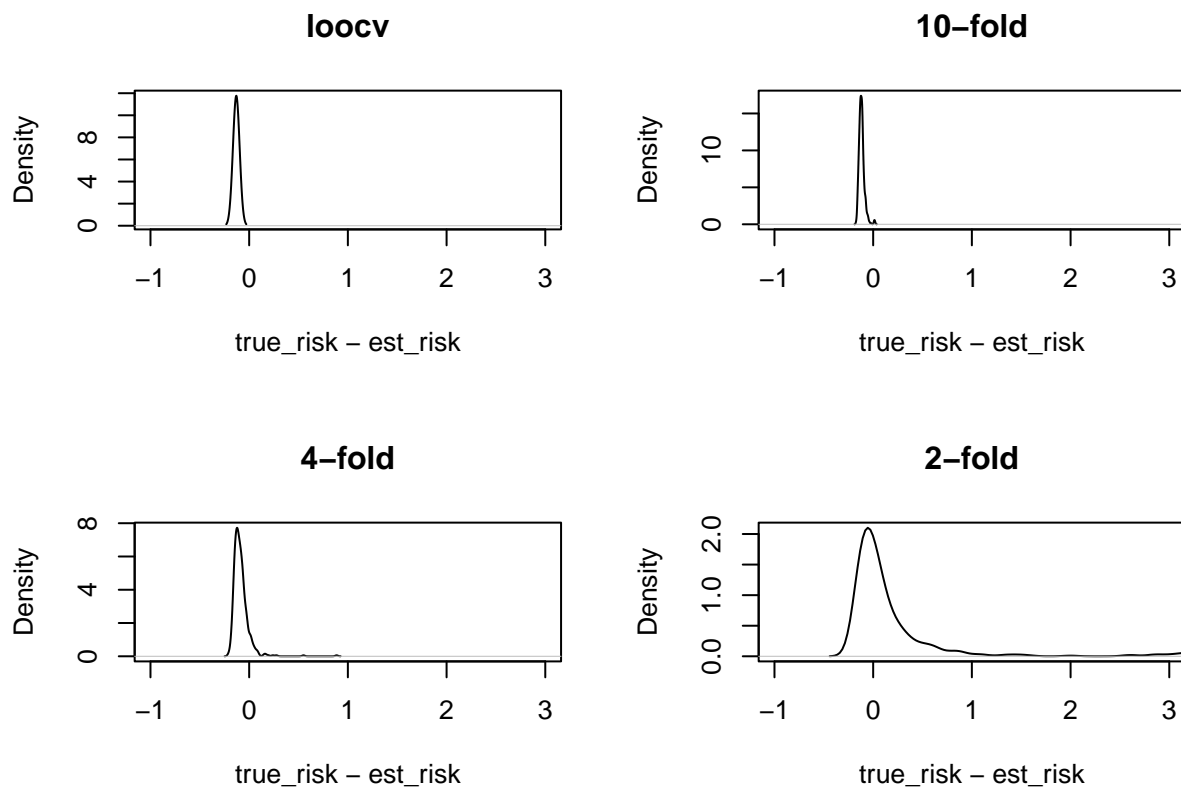 loocv
Density
0 4 8
−1 0 1 2 3
true_risk − est_risk
10−fold
Density
0 10
−1 0 1 2 3
true_risk − est_risk
4−fold
Density
0 4 8
−1 0 1 2 3
true_risk − est_risk
2−fold
Density
0.0 1.0 2.0
−1 0 1 2 3
true_risk − est_risk